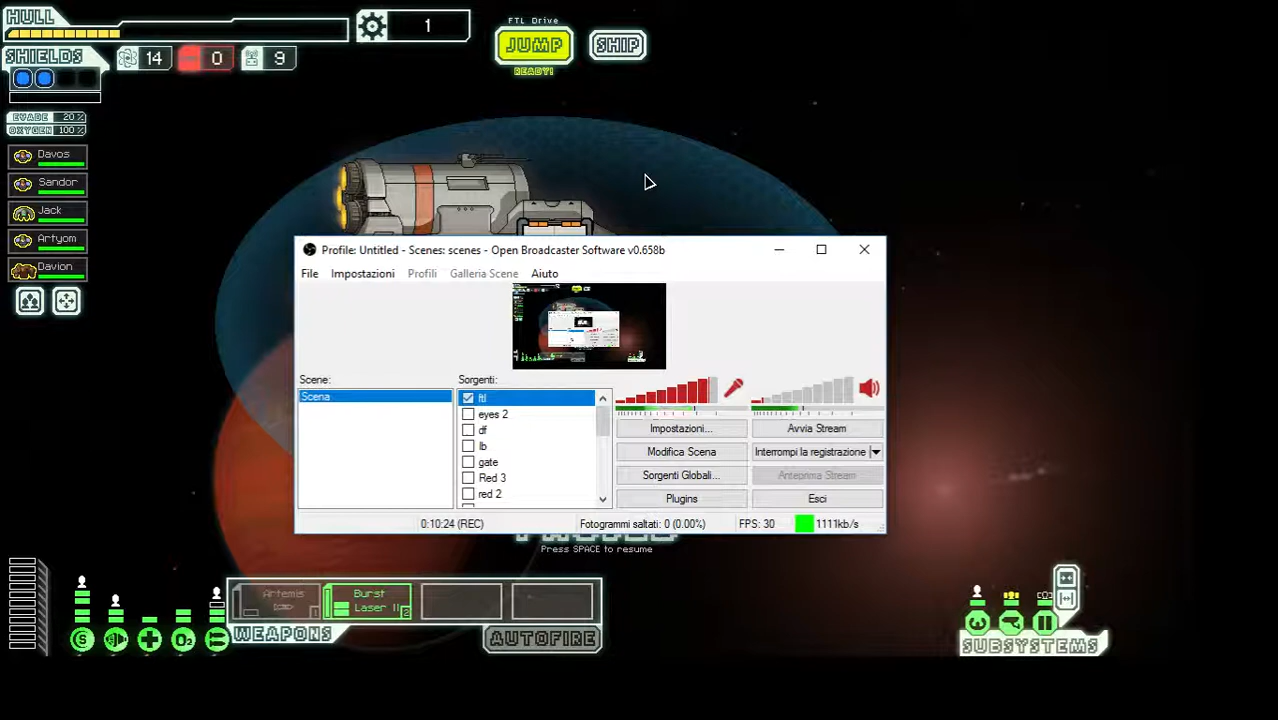 HULL
1
FTL Drive
JUMP
SHIP
READY!
SHIELDS
14
0
9
EVADE 20%
OXYGEN 100%
Davos
Sandor
Jack
Artyom
Davion
Profile: Untitled - Scenes: scenes - Open Broadcaster Software v0.658b
File Impostazioni Profili Galleria Scene Aiuto
Scene:
Sorgenti:
Scena
ftl
eyes 2
df
lb
gate
Red 3
red 2
Impostazioni...
Avvia Stream
Modifica Scena
Interrompi la registrazione
Sorgenti Globali...
Anteprima Stream
Plugins
Esci
0:10:24 (REC)
Fotogrammi saltati: 0 (0.00%)
FPS: 30
1111kb/s
Press SPACE to resume
Artemis
1
Burst
Laser II
2
WEAPONS
AUTOFIRE
S
O2
SUBSYSTEMS